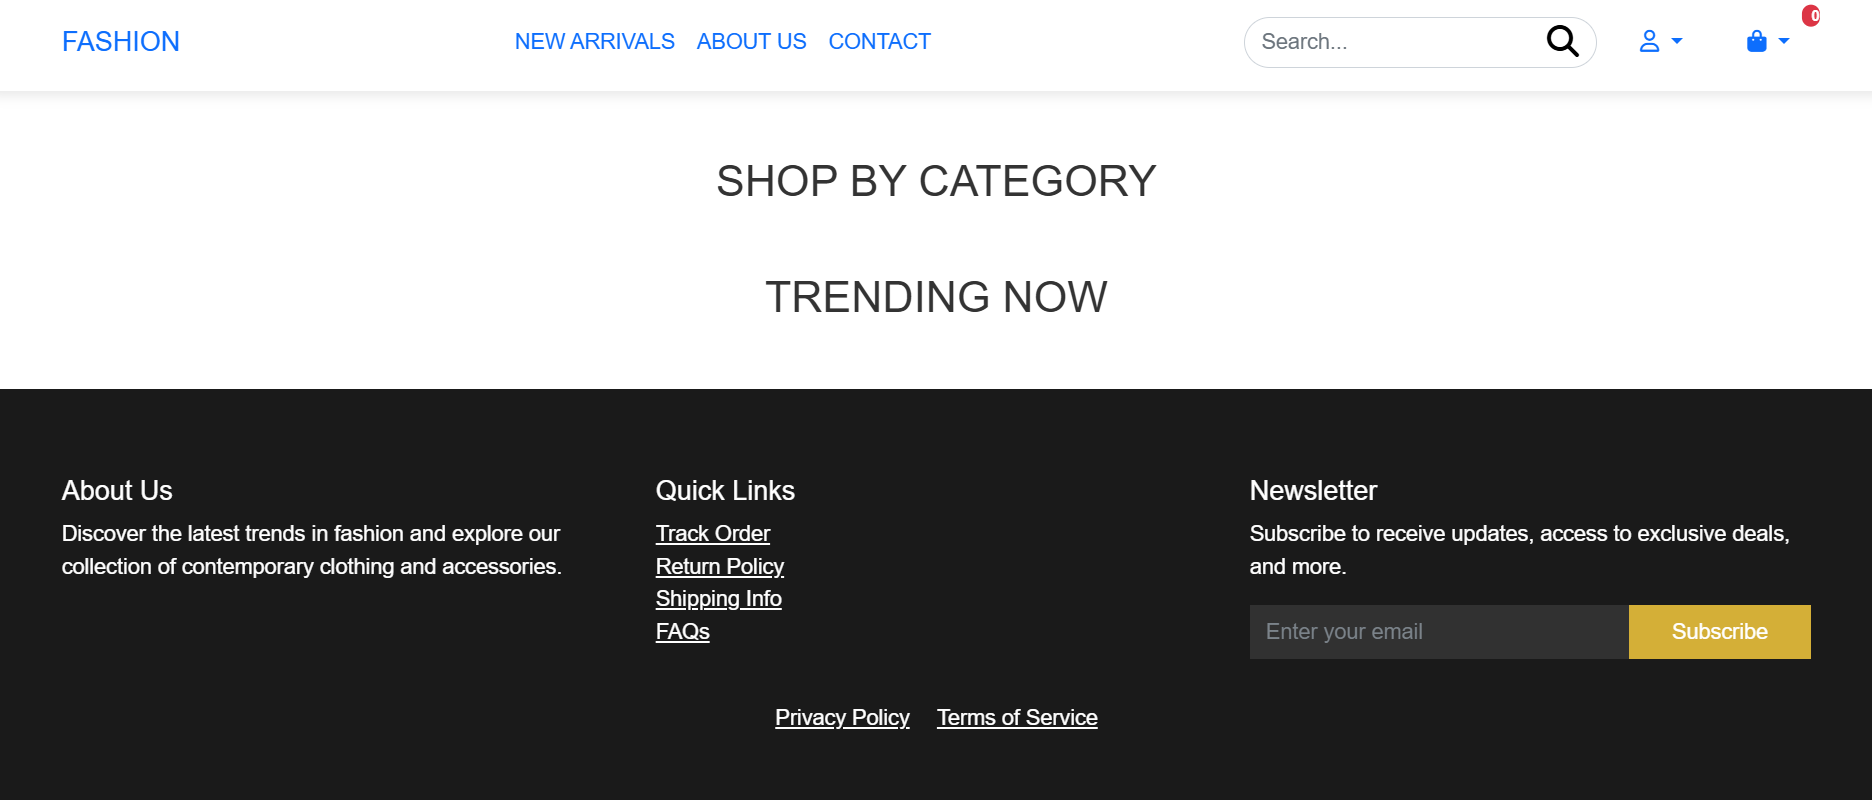 FASHION
NEW ARRIVALS ABOUT US CONTACT
Search...
0
SHOP BY CATEGORY
TRENDING NOW
About Us
Discover the latest trends in fashion and explore our
collection of contemporary clothing and accessories.
Quick Links
Track Order
Return Policy
Shipping Info
FAQs
Newsletter
Subscribe to receive updates, access to exclusive deals,
and more.
Enter your email
Subscribe
Privacy Policy Terms of Service